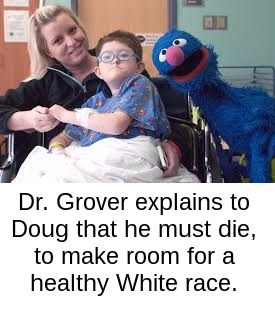 Dr. Grover explains to
Doug that he must die,
to make room for a
healthy White race.